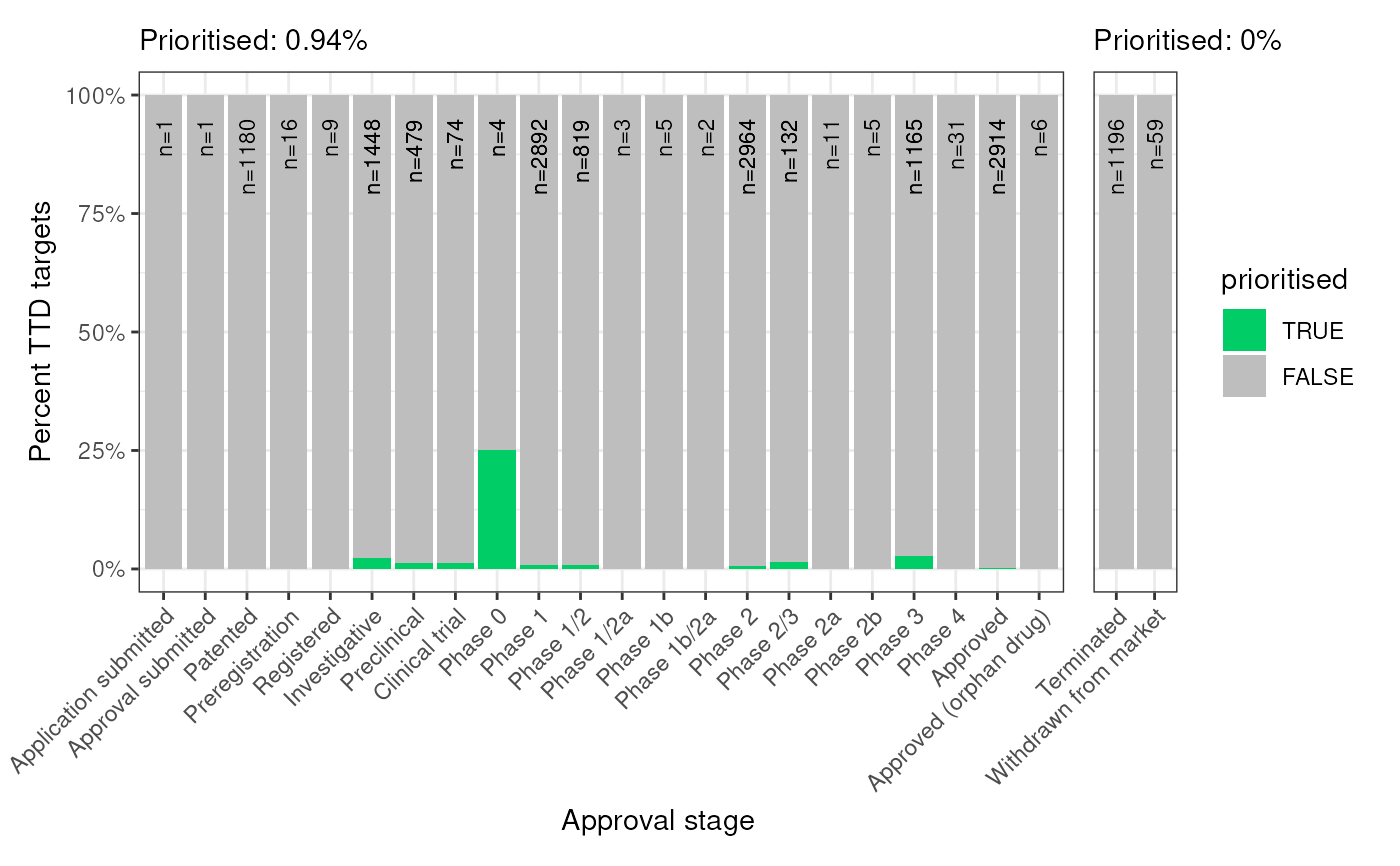 Prioritised: 0.94%
Prioritised: 0%
Percent TTD targets
100%
75%
50%
25%
0%
n=1
n=1
n=1180
n=16
n=9
n=1448
n=479
n=74
n=4
n=2892
n=819
n=3
n=5
n=2
n=2964
n=132
n=11
n=5
n=1165
n=31
n=2914
n=6
n=1196
n=59
prioritised
TRUE
FALSE
Application submitted
Approval submitted
Patented
Preregistration
Registered
Investigative
Preclinical
Clinical trial
Phase 0
Phase 1
Phase 1/2
Phase 1/2a
Phase 1b
Phase 1b/2a
Phase 2
Phase 2/3
Phase 2a
Phase 2b
Phase 3
Phase 4
Approved
Approved (orphan drug)
Terminated
Withdrawn from market
Approval stage